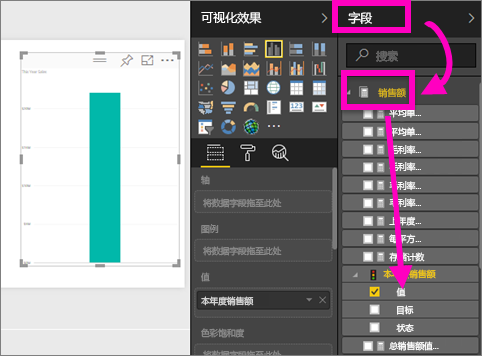 可视化效果
字段
搜索
This Year Sales
销售额
平均单...
平均单...
毛利率...
毛利率...
毛利率...
毛利率...
上年度...
每平方...
存储计数
本年度销售额
值
目标
状态
总销售额值...
轴
将数据字段拖至此处
图例
将数据字段拖至此处
值
本年度销售额
色彩饱和度
将数据字段拖至此处